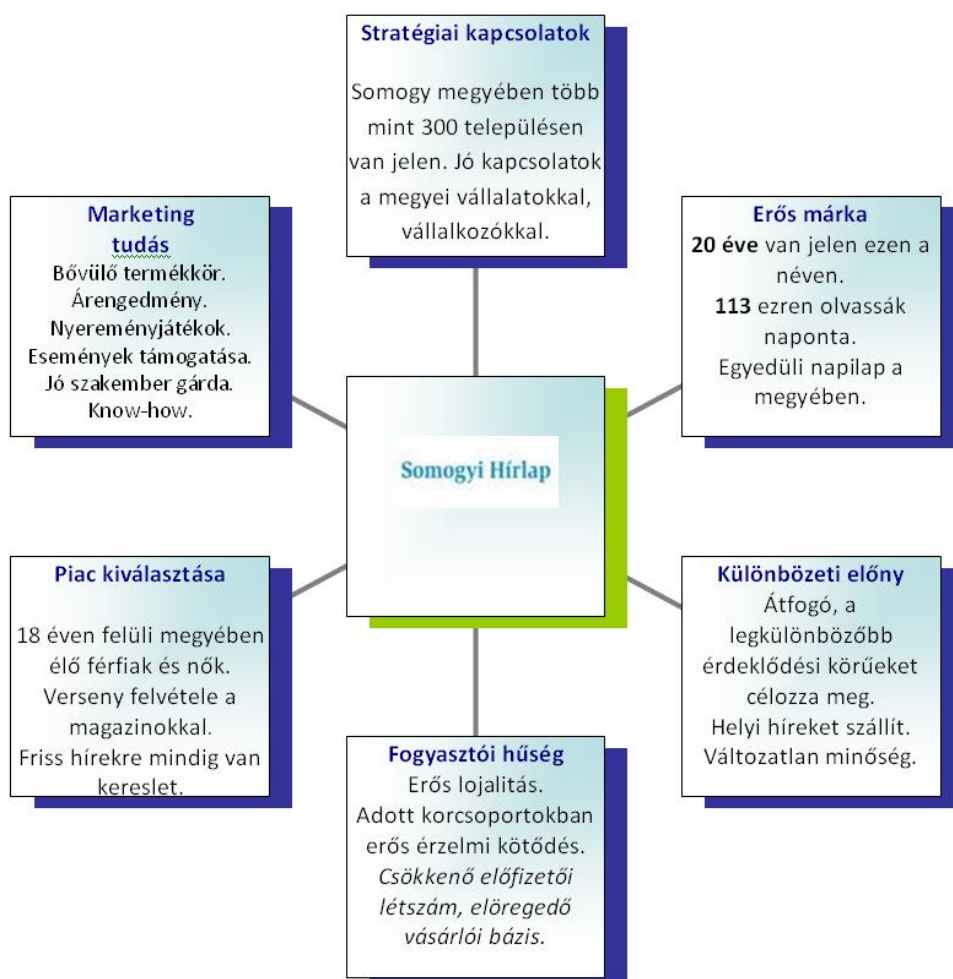 Stratégiai kapcsolatok
Somogy megyében több
mint 300 településen
van jelen. Jó kapcsolatok
a megyei vállalatokkal,
vállalkozókkal.
Marketing
tudás
Bővülő termékkör.
Árengedmény.
Nyereményjátékok.
Események támogatása.
Jó szakember gárda.
Know-how.
Erős márka
20 éve van jelen ezen a
néven.
113 ezren olvassák
naponta.
Egyedüli napilap a
megyében.
Somogyi Hírlap
Piac kiválasztása
18 éven felüli megyében
élő férfiak és nők.
Verseny felvétele a
magazinokkal.
Friss hírekre mindig van
kereslet.
Különbözeti előny
Átfogó, a
legkülönbözőbb
érdeklődési körűeket
célozza meg.
Helyi híreket szállít.
Változatlan minőség.
Fogyasztói hűség
Erős lojalitás.
Adott korcsoportokban
erős érzelmi kötődés.
Csökkenő előfizetői
létszám, elöregedő
vásárlói bázis.